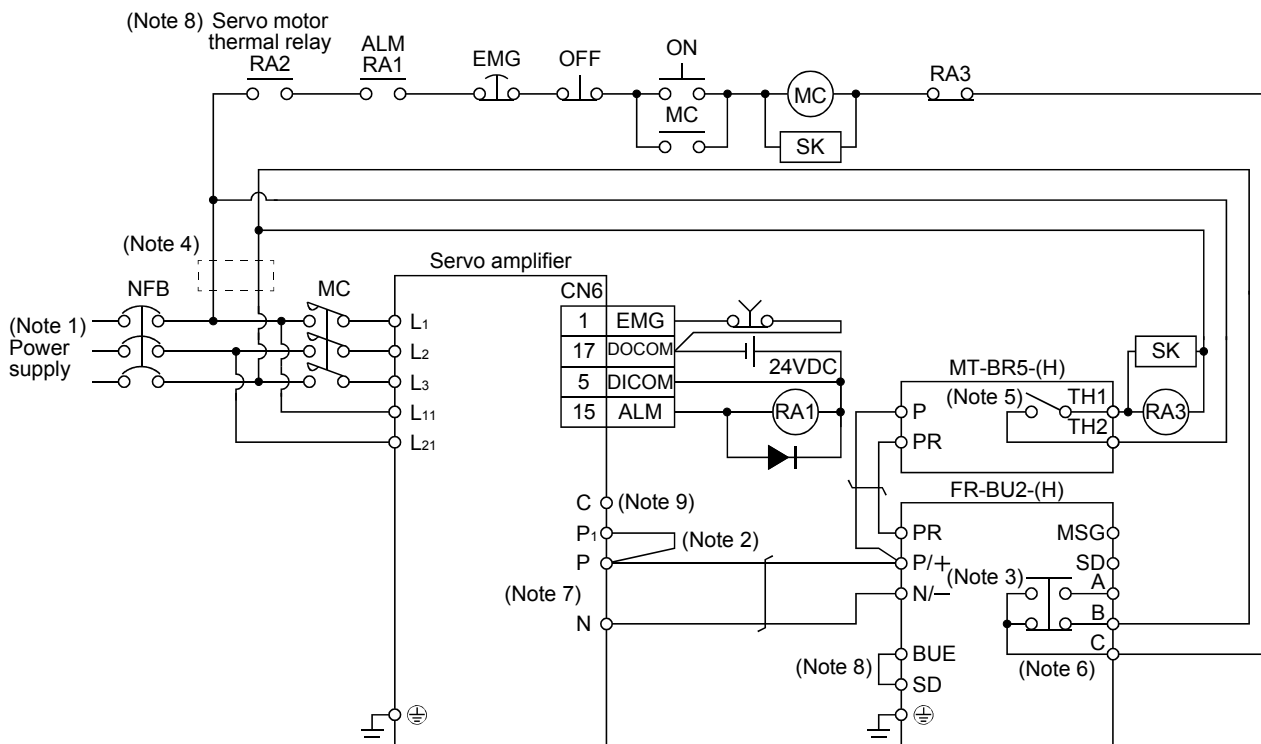 (Note 8) Servo motor
thermal relay
RA2
ALM
RA1
EMG
OFF
ON
MC
MC
SK
RA3
(Note 4)
NFB
MC
(Note 1)
Power
supply
Servo amplifier
L1
L2
L3
L11
L21
CN6
1 EMG
17 DOCOM
5 DICOM
15 ALM
24VDC
RA1
C (Note 9)
P1
(Note 2)
P
(Note 7)
N
MT-BR5-(H)
(Note 5)
P
PR
TH1
TH2
SK
RA3
FR-BU2-(H)
PR
P/+
N/−
(Note 3)
MSG
SD
A
B
C
(Note 6)
(Note 8)
BUE
SD